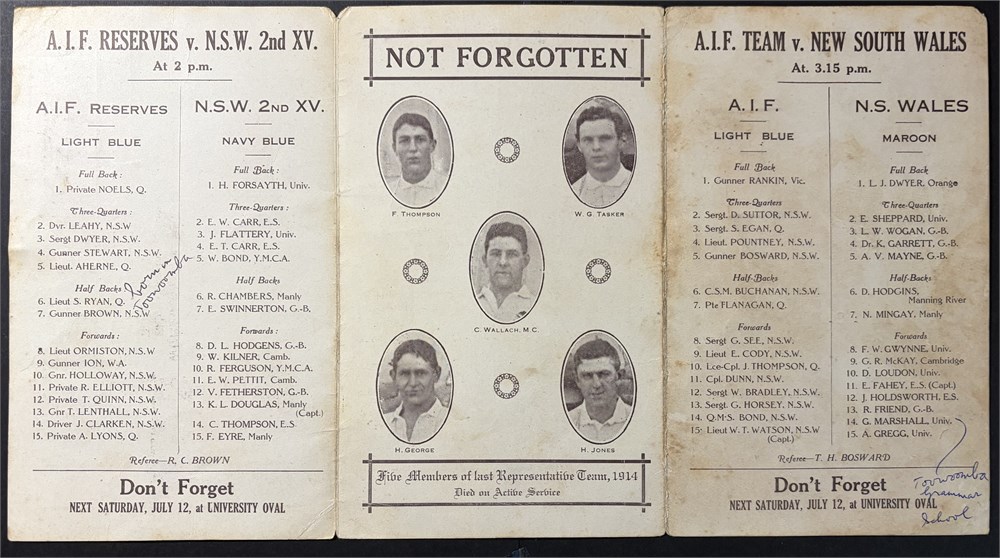 A.I.F. RESERVES v. N.S.W. 2nd XV.
At 2 p.m.
A.I.F. RESERVES
LIGHT BLUE
Full Back :
1. Private NOELS, Q.
Three-Quarters :
2. Dvr. LEAHY, N.S.W
3. Sergt DWYER, N.S.W.
4. Gunner STEWART, N.S.W.
5. Lieut. AHERNE, Q.
Half Backs
6. Lieut S. RYAN, Q.
7. Gunner BROWN, N.S.W
born in
Toowoomba
Forwards :
8. Lieut ORMISTON, N.S.W
9. Gunner ION, W.A.
10. Gnr. HOLLOWAY, N.S.W.
11. Private R. ELLIOTT, N.S.W.
12. Private T. QUINN, N.S.W.
13. Gnr T. LENTHALL, N.S.W.
14. Driver J. CLARKEN, N.S.W.
15. Private A. LYONS, Q.
N.S.W. 2ND XV.
NAVY BLUE
Full Back :
1. H. FORSAYTH, Univ.
Three-Quarters :
2. E. W. CARR, E.S.
3. J. FLATTERY, Univ.
4. E. T. CARR, E.S.
5. W. BOND, Y.M.C.A.
Half Backs
6. R. CHAMBERS, Manly
7. E. SWINNERTON, G.-B.
Forwards :
8. D. L. HODGENS, G.-B.
9. W. KILNER, Camb.
10. R. FERGUSON, Y.M.C.A.
11. E. W. PETTIT, Camb.
12. V. FETHERSTON, G.-B.
13. K. L. DOUGLAS, Manly
(Capt.)
14. C. THOMPSON, E.S
15. F. EYRE, Manly
Referee—R. C. BROWN
Don't Forget
NEXT SATURDAY, JULY 12, at UNIVERSITY OVAL
NOT FORGOTTEN
F. THOMPSON
W. G. TASKER
C. WALLACH, M.C.
H. GEORGE
H. JONES
Five Members of last Representative Team, 1914
Died on Active Service
A.I.F. TEAM v. NEW SOUTH WALES
At. 3.15 p.m.
A.I.F.
LIGHT BLUE
Full Back
1. Gunner RANKIN, Vic.
Three-Quarters
2. Sergt. D. SUTTOR, N.S.W.
3. Sergt. S. EGAN, Q.
4. Lieut. POUNTNEY, N.S.W.
5. Gunner BOSWARD, N.S.W.
Half-Backs
6. C.S.M. BUCHANAN, N.S.W.
7. Pte FLANAGAN, Q.
Forwards
8. Sergt G. SEE, N.S.W.
9. Lieut E. CODY, N.S.W.
10. Lce-Cpl. J. THOMPSON, Q
11. Cpl. DUNN, N.S.W.
12. Sergt W. BRADLEY, N.S.W.
13. Sergt. G. HORSEY, N.S.W.
14. Q.M-S. BOND, N.S.W.
15. Lieut W. T. WATSON, N.S.W
(Capt.)
N.S. WALES
MAROON
Full Back
1. L. J. DWYER, Orange
Three-Quarters
2. E. SHEPPARD, Univ.
3. L. W. WOGAN, G.-B.
4. Dr. K. GARRETT, G.-B.
5. A. V. MAYNE, G.-B.
Half Backs
6. D. HODGINS,
Manning River
7. N. MINGAY, Manly
Forwards
8. F. W. GWYNNE, Univ.
9. G. R. McKAY, Cambridge
10. D. LOUDON, Univ.
11. E. FAHEY, E.S. (Capt.)
12. J. HOLDSWORTH, E.S.
13. R. FRIEND, G.-B.
14. G. MARSHALL, Univ.
15. A. GREGG, Univ.
Referee—T. H. BOSWARD
Don't Forget
NEXT SATURDAY, JULY 12, at UNIVERSITY OVAL
Toowoomba
Grammar
School